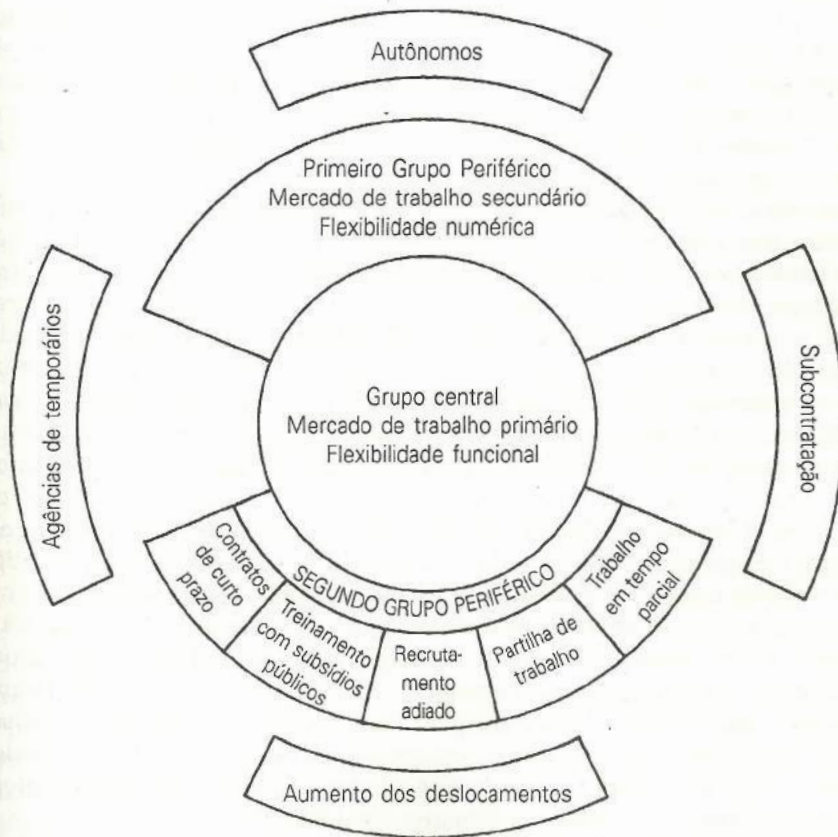 Autônomos
Primeiro Grupo Periférico
Mercado de trabalho secundário
Flexibilidade numérica
Agências de temporários
Subcontratação
Grupo central
Mercado de trabalho primário
Flexibilidade funcional
SEGUNDO GRUPO PERIFÉRICO
Contratos
de curto
prazo
Treinamento
com subsídios
públicos
Recruta-
mento
adiado
Partilha de
trabalho
Trabalho
em tempo
parcial
Aumento dos deslocamentos